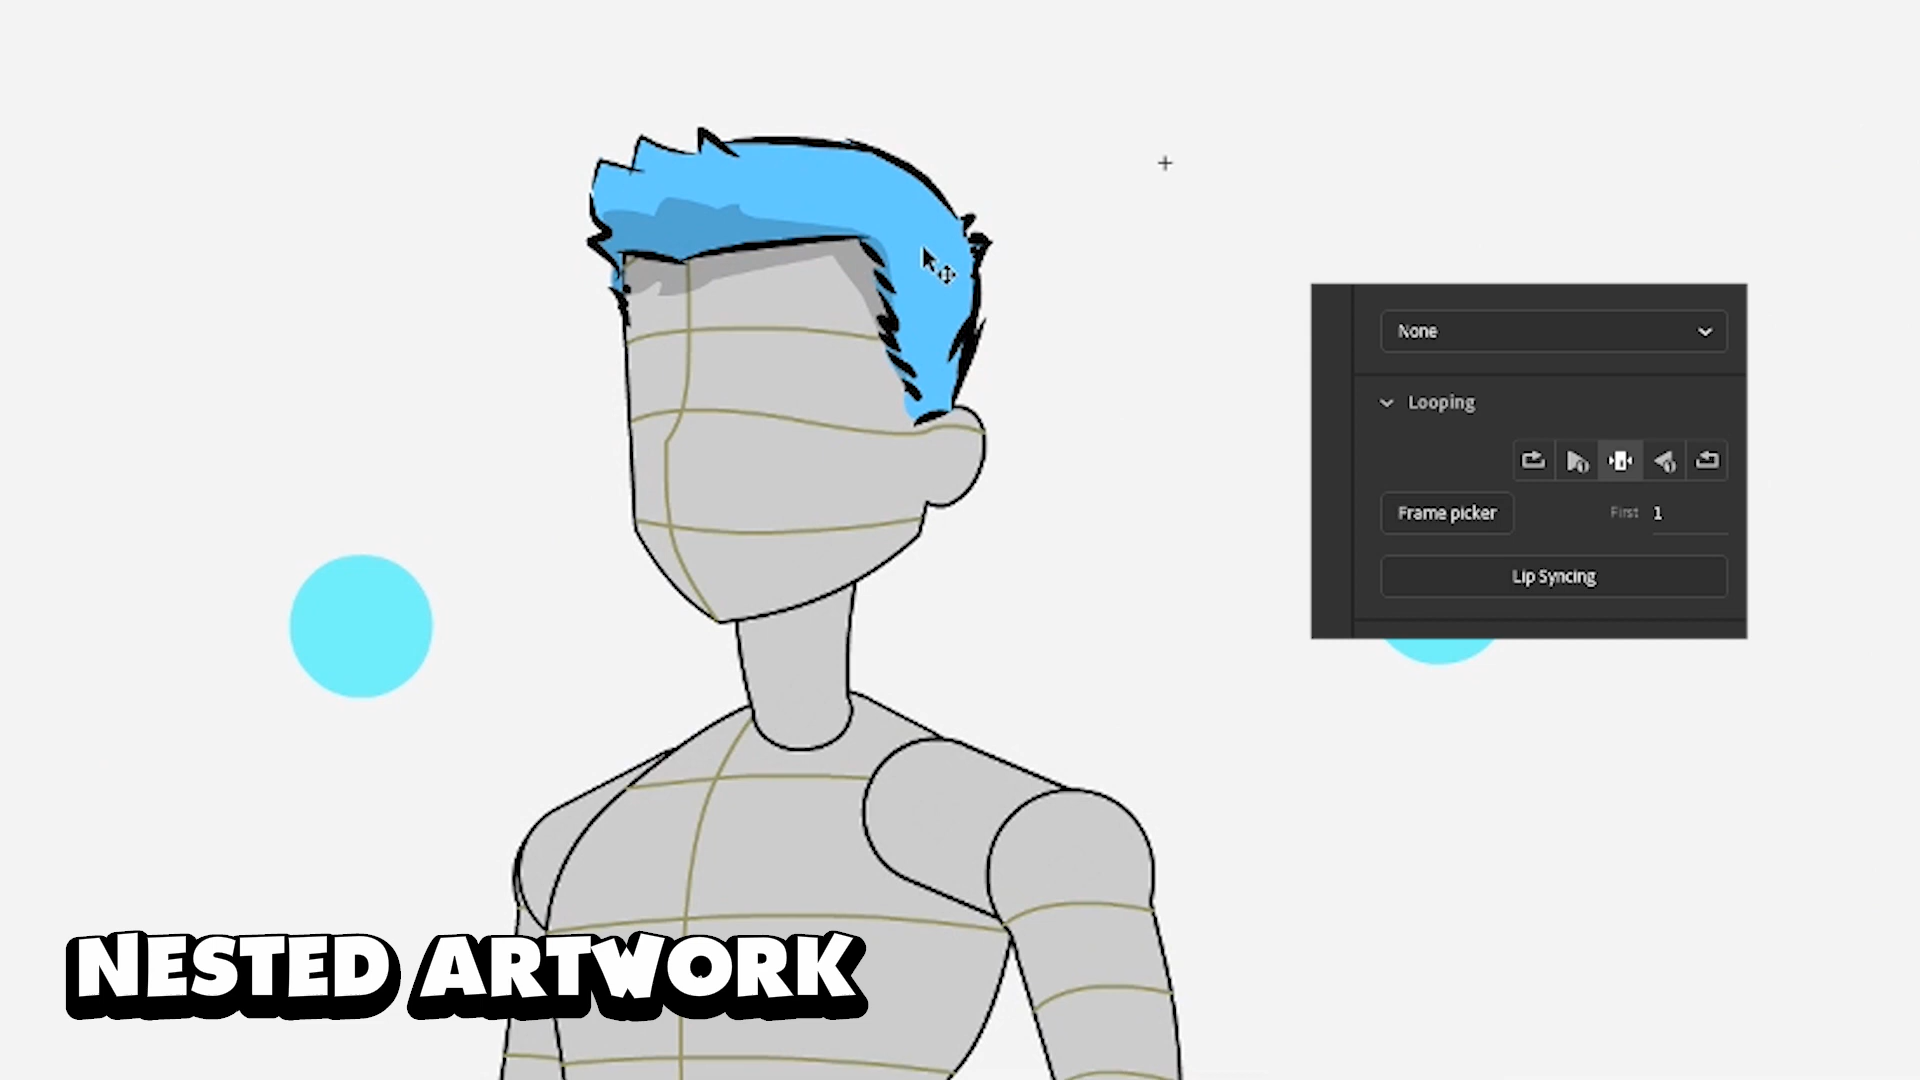 None
Looping
Frame picker
First 1
Lip Syncing
NESTED ARTWORK